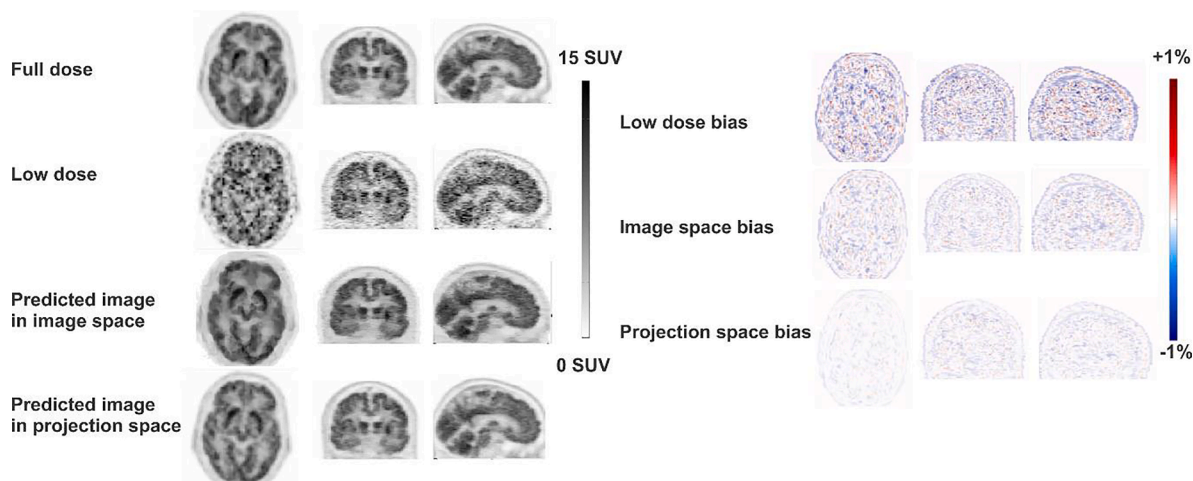 Full dose
Low dose
Predicted image
in image space
Predicted image
in projection space
15 SUV
0 SUV
Low dose bias
Image space bias
Projection space bias
+1%
-1%